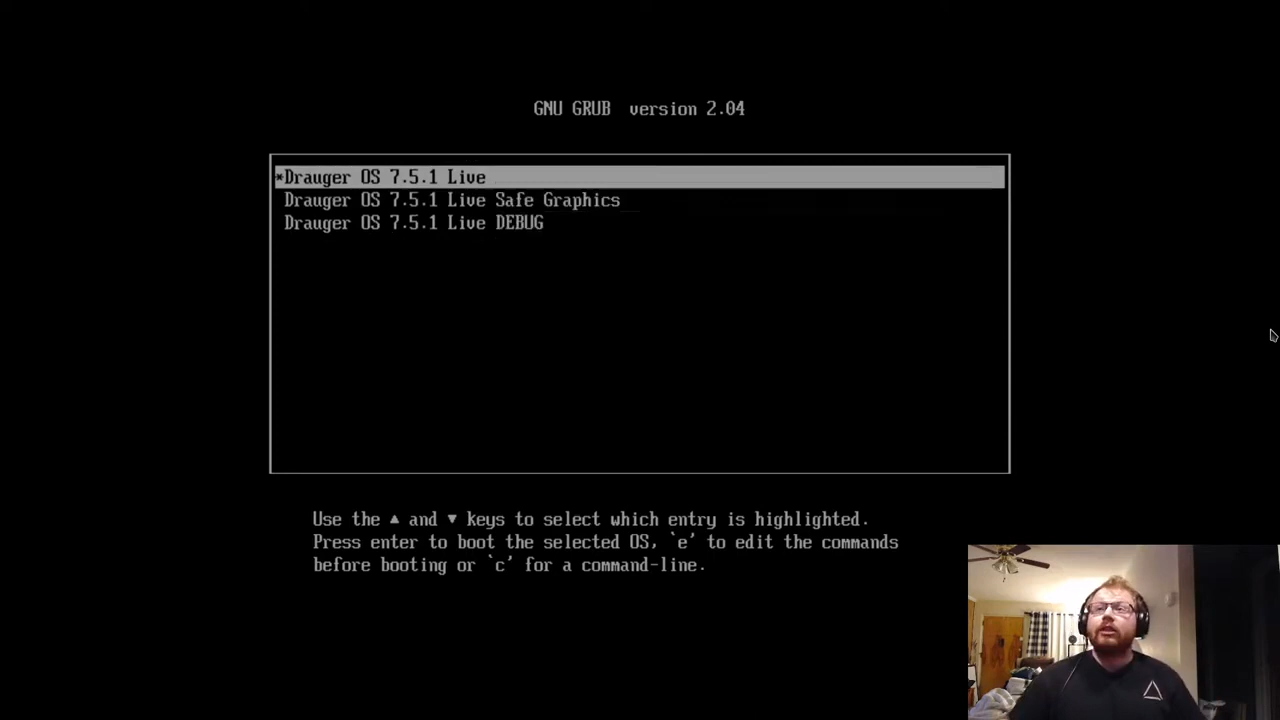 GNU GRUB version 2.04
*Drauger OS 7.5.1 Live
Drauger OS 7.5.1 Live Safe Graphics
Drauger OS 7.5.1 Live DEBUG
Use the ▲ and ▼ keys to select which entry is highlighted.
Press enter to boot the selected OS, `e' to edit the commands
before booting or `c' for a command-line.